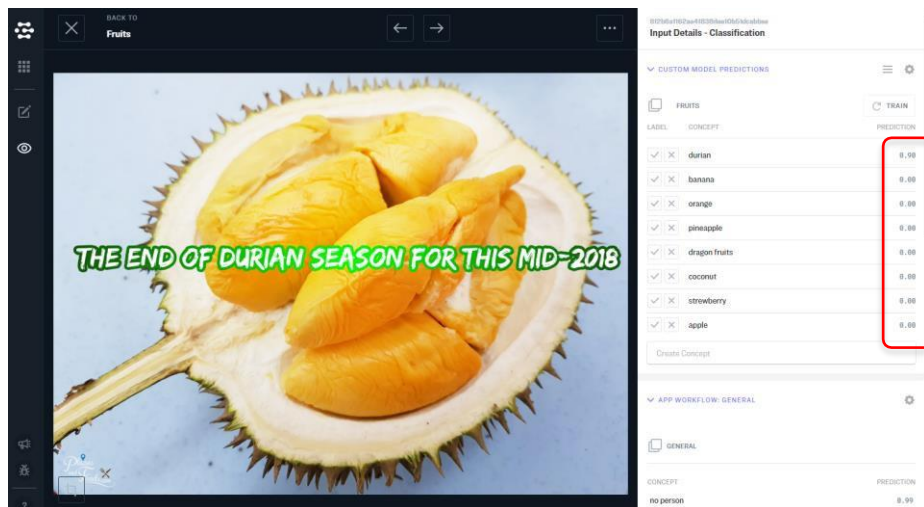 BACK TO
Fruits
THE END OF DURIAN SEASON FOR THIS MID-2018
Input Details - Classification
CUSTOM MODEL PREDICTIONS
FRUITS
TRAIN
LABEL CONCEPT PREDICTION
durian 0.98
banana 0.00
orange 0.00
pineapple 0.00
dragon fruits 0.00
coconut 0.00
strewberry 0.00
apple 0.00
Create Concept
APP WORKFLOW: GENERAL
GENERAL
CONCEPT PREDICTION
no person 0.99